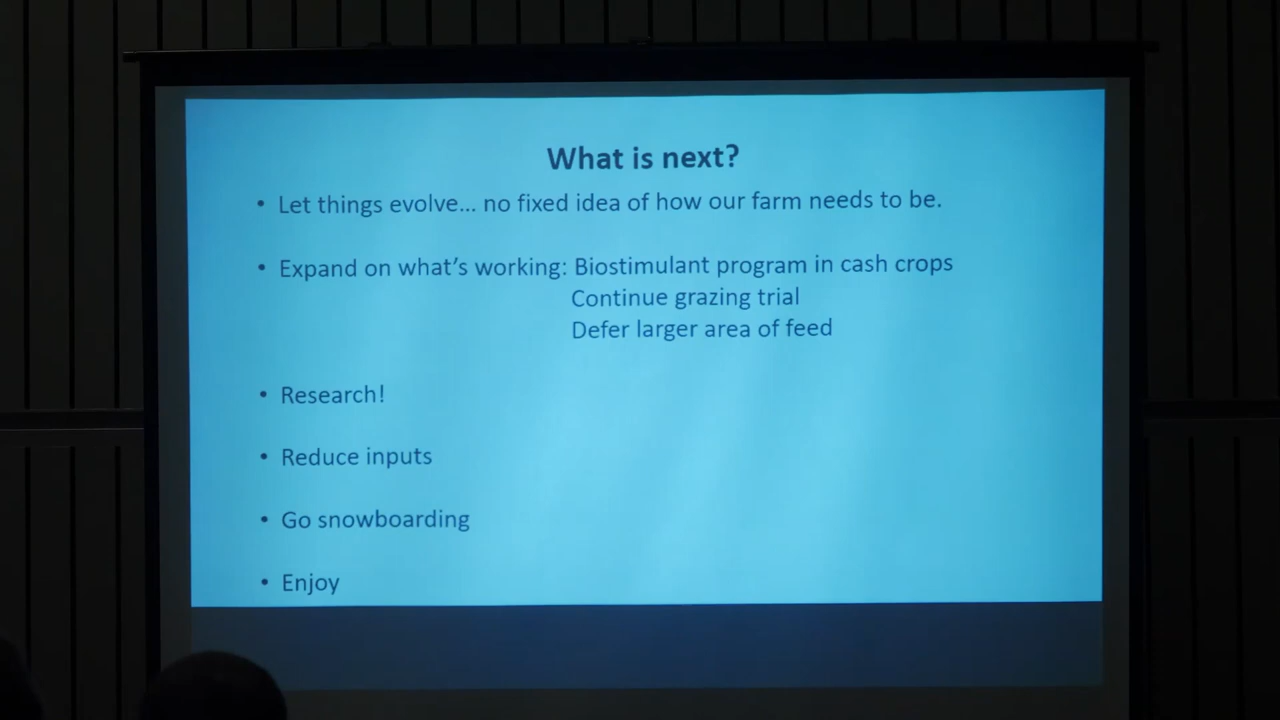 What is next?
• Let things evolve... no fixed idea of how our farm needs to be.
• Expand on what's working: Biostimulant program in cash crops
Continue grazing trial
Defer larger area of feed
• Research!
• Reduce inputs
• Go snowboarding
• Enjoy